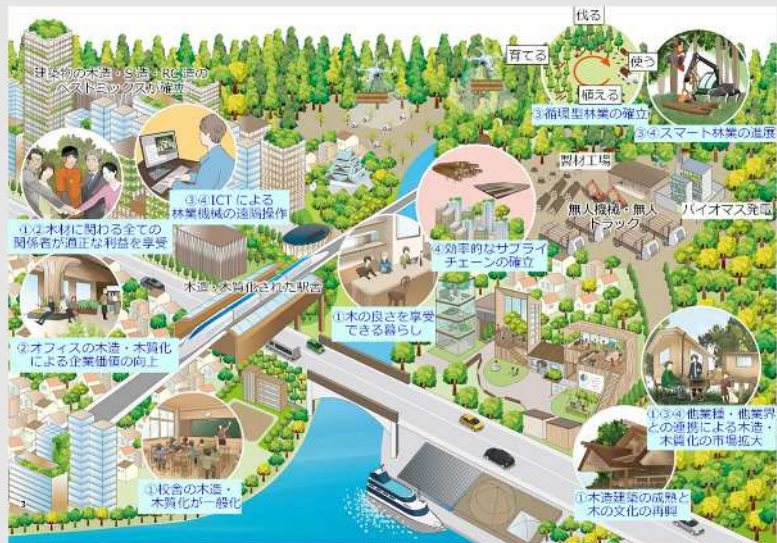 伐る
育てる
使う
植える
③循環型林業の確立
③④スマート林業の進展
建築物の木造・S造・RC造の
ベストミックスが確立
③④ICTによる
林業機械の遠隔操作
①②木材に関わる全ての
関係者が適正な利益を享受
製材工場
無人機械・無人
トラック
バイオマス発電
④効率的なサプライ
チェーンの確立
木造・木質化された駅舎
①木の良さを享受
できる暮らし
②オフィスの木造・木質化
による企業価値の向上
①③④他業種・他業界
との連携による木造・
木質化の市場拡大
①校舎の木造・
木質化が一般化
①木造建築の成熟と
木の文化の再興
3